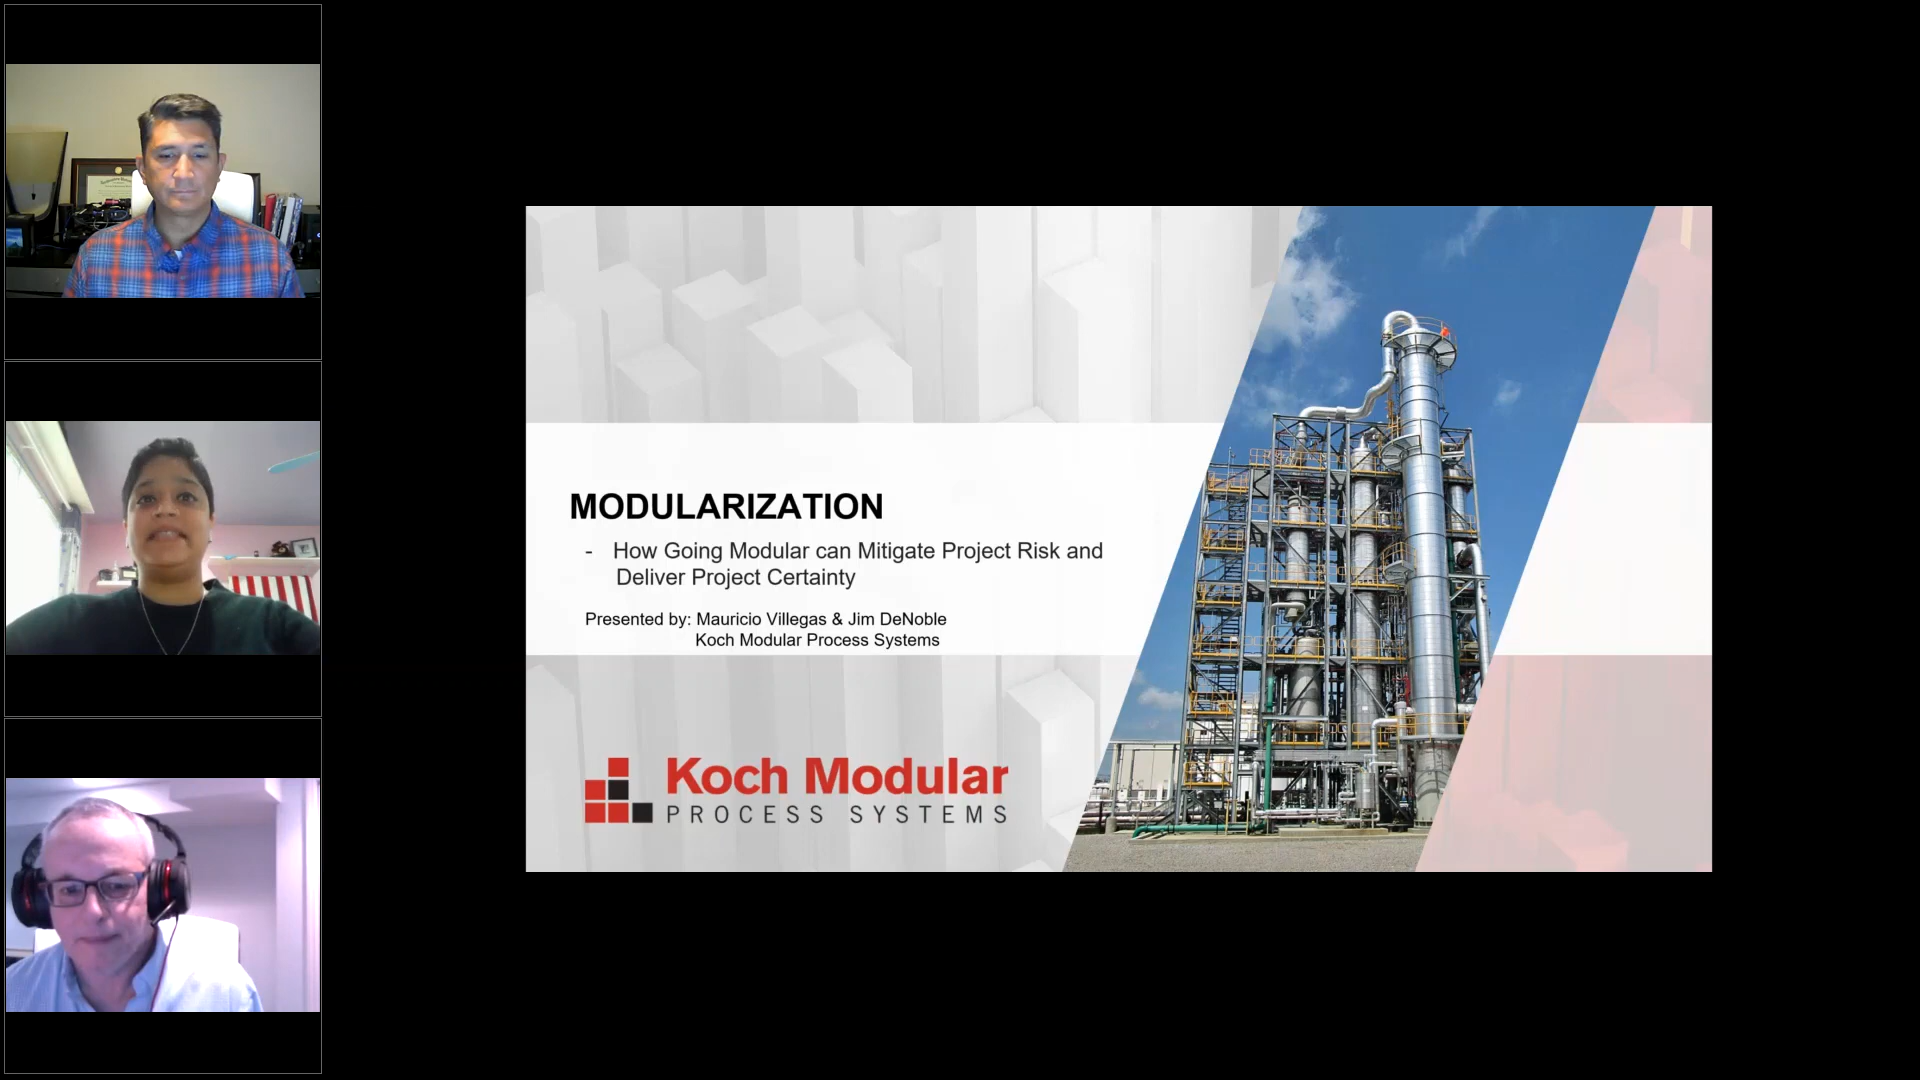 MODULARIZATION
- How Going Modular can Mitigate Project Risk and
Deliver Project Certainty
Presented by: Mauricio Villegas & Jim DeNoble
Koch Modular Process Systems
Koch Modular
PROCESS SYSTEMS